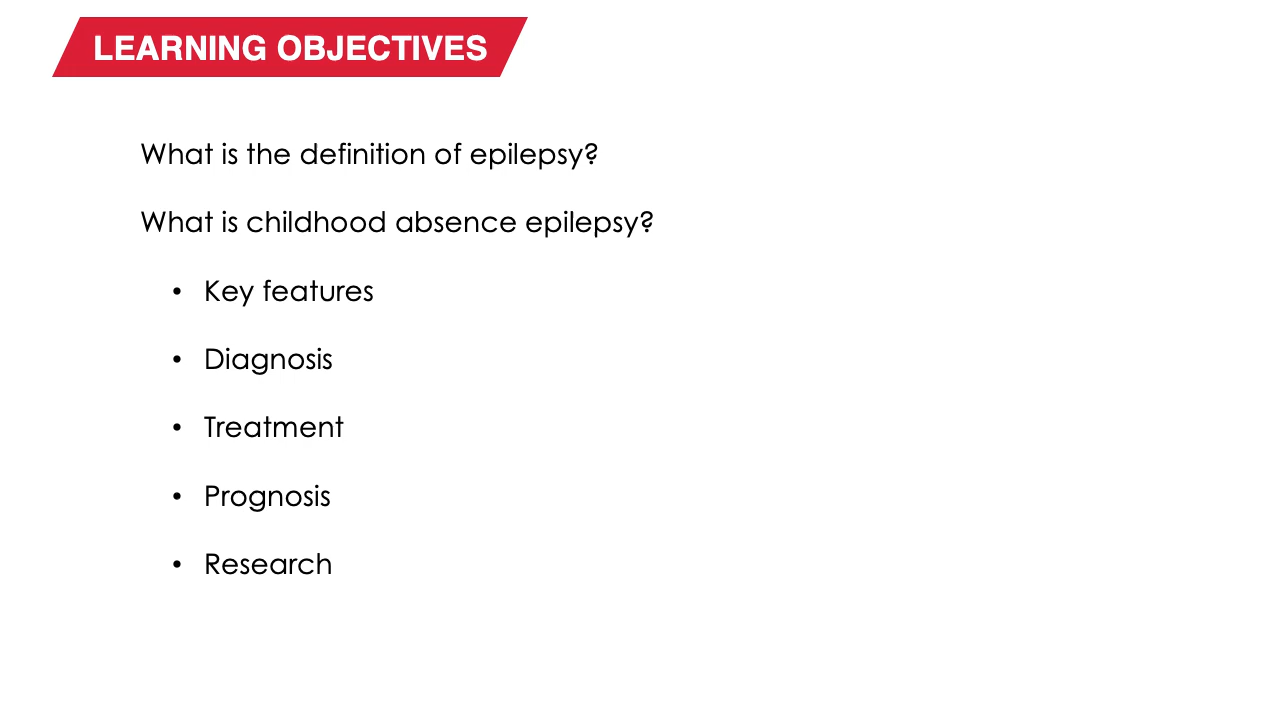 LEARNING OBJECTIVES
What is the definition of epilepsy?
What is childhood absence epilepsy?
• Key features
• Diagnosis
• Treatment
• Prognosis
• Research